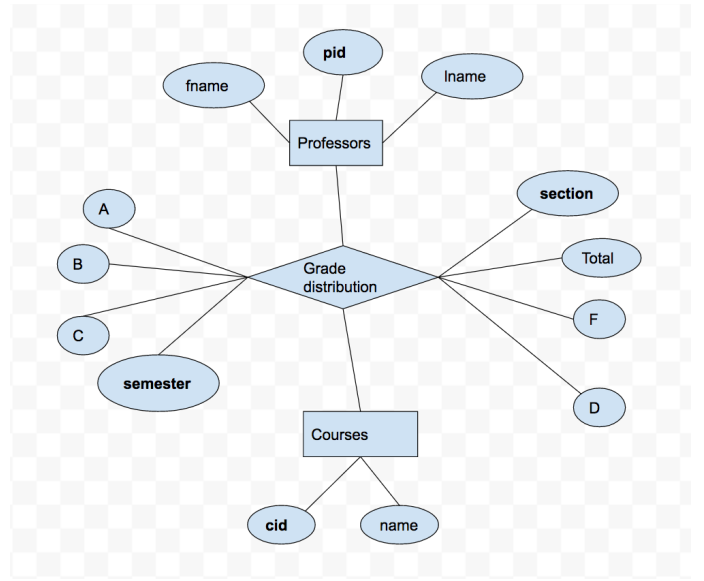 pid
fname
lname
Professors
A
section
B
Grade
distribution
Total
C
F
semester
D
Courses
cid
name